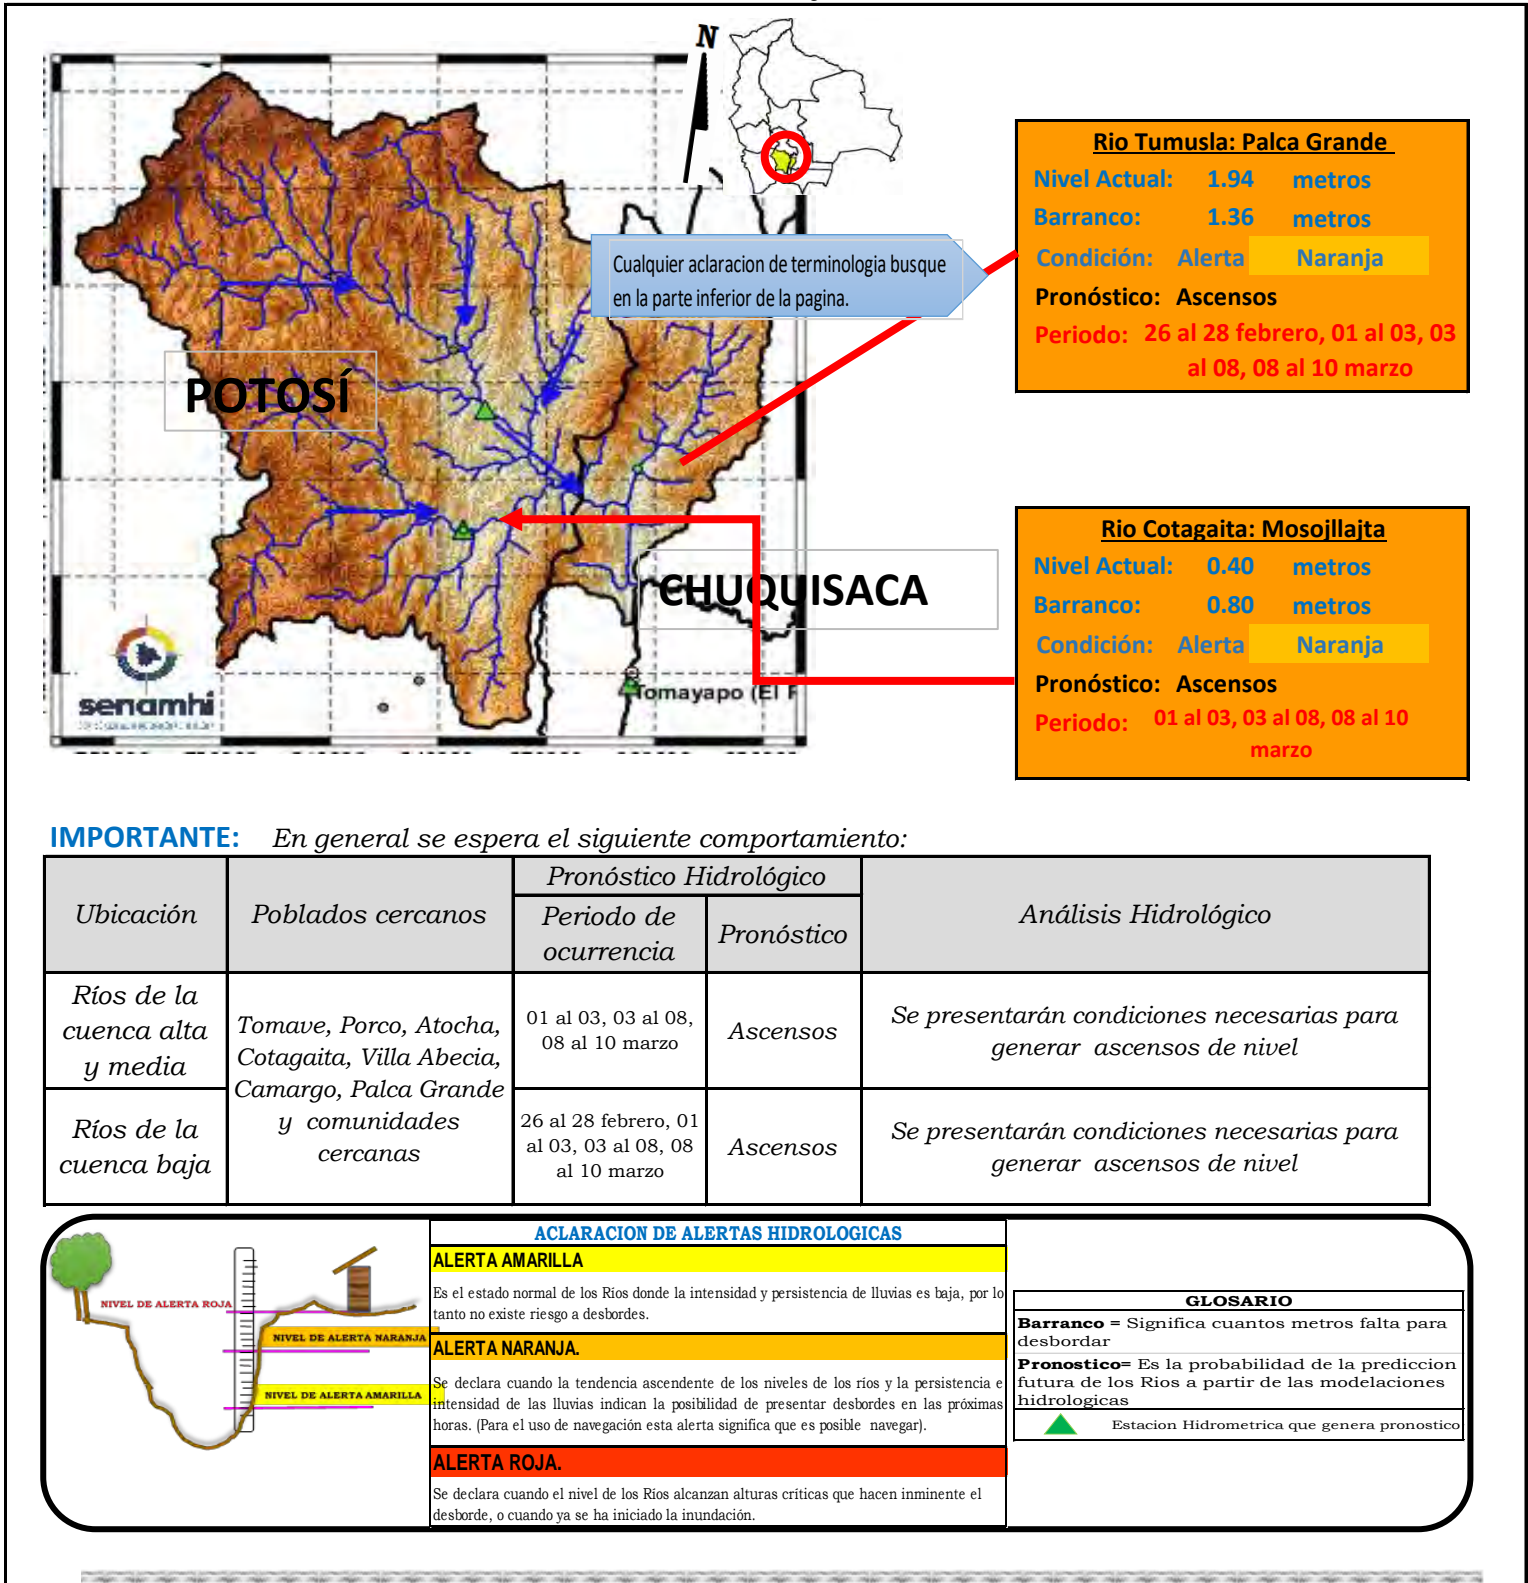 N
Rio Tumusla: Palca Grande
Nivel Actual: 1.94 metros
Barranco: 1.36 metros
Condición: Alerta Naranja
Pronóstico: Ascensos
Periodo: 26 al 28 febrero, 01 al 03, 03
al 08, 08 al 10 marzo
Cualquier aclaracion de terminologia busque
en la parte inferior de la pagina.
POTOSÍ
CHUQUISACA
Rio Cotagaita: Mosojllajta
Nivel Actual: 0.40 metros
Barranco: 0.80 metros
Condición: Alerta Naranja
Pronóstico: Ascensos
Periodo: 01 al 03, 03 al 08, 08 al 10
marzo
senamhi
Tomayapo (El
IMPORTANTE: En general se espera el siguiente comportamiento:
Ubicación
Poblados cercanos
Pronóstico Hidrológico
Periodo de
ocurrencia
Pronóstico
Análisis Hidrológico
Ríos de la
cuenca alta
y media
Tomave, Porco, Atocha,
Cotagaita, Villa Abecia,
Camargo, Palca Grande
y comunidades
cercanas
01 al 03, 03 al 08,
08 al 10 marzo
Ascensos
Se presentarán condiciones necesarias para
generar ascensos de nivel
Ríos de la
cuenca baja
26 al 28 febrero, 01
al 03, 03 al 08, 08
al 10 marzo
Ascensos
Se presentarán condiciones necesarias para
generar ascensos de nivel
NIVEL DE ALERTA ROJA
NIVEL DE ALERTA NARANJA
NIVEL DE ALERTA AMARILLA
ACLARACION DE ALERTAS HIDROLOGICAS
ALERTA AMARILLA
Es el estado normal de los Rios donde la intensidad y persistencia de lluvias es baja, por lo
tanto no existe riesgo a desbordes.
ALERTA NARANJA.
Se declara cuando la tendencia ascendente de los niveles de los rios y la persistencia e
intensidad de las lluvias indican la posibilidad de presentar desbordes en las próximas
horas. (Para el uso de navegación esta alerta significa que es posible navegar).
ALERTA ROJA.
Se declara cuando el nivel de los Rios alcanzan alturas críticas que hacen inminente el
desborde, o cuando ya se ha iniciado la inundación.
GLOSARIO
Barranco = Significa cuantos metros falta para
desbordar
Pronostico= Es la probabilidad de la prediccion
futura de los Rios a partir de las modelaciones
hidrologicas
Estacion Hidrometrica que genera pronostico